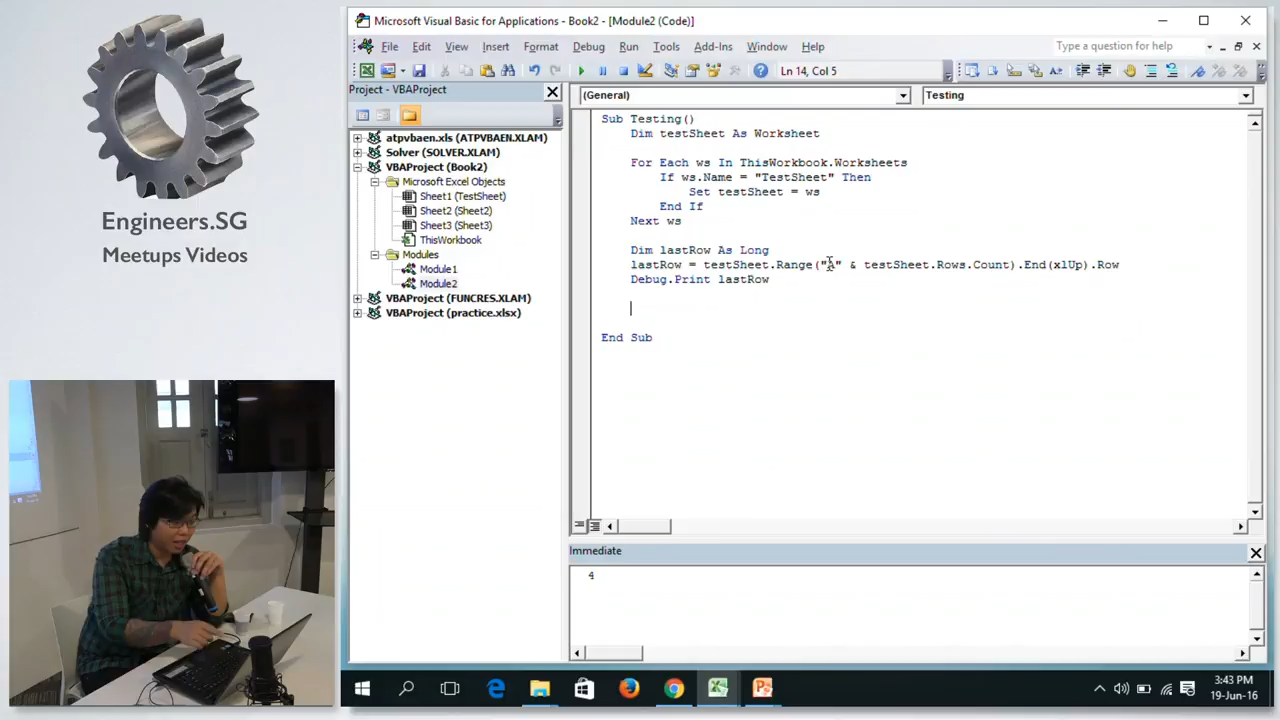 Engineers.SG
Meetups Videos
Microsoft Visual Basic for Applications - Book2 - [Module2 (Code)]
File Edit View Insert Format Debug Run Tools Add-Ins Window Help
Type a question for help
Ln 14, Col 5
Project - VBAProject
atpvbaen.xls (ATPVBAEN.XLAM)
Solver (SOLVER.XLAM)
VBAProject (Book2)
Microsoft Excel Objects
Sheet1 (TestSheet)
Sheet2 (Sheet2)
Sheet3 (Sheet3)
ThisWorkbook
Modules
Module1
Module2
VBAProject (FUNCRES.XLAM)
VBAProject (practice.xlsx)
(General)
Testing
Sub Testing()
Dim testSheet As Worksheet
For Each ws In ThisWorkbook.Worksheets
If ws.Name = "TestSheet" Then
Set testSheet = ws
End If
Next ws
Dim lastRow As Long
lastRow = testSheet.Range("A" & testSheet.Rows.Count).End(xlUp).Row
Debug.Print lastRow
End Sub
Immediate
4
3:43 PM
19-Jun-16